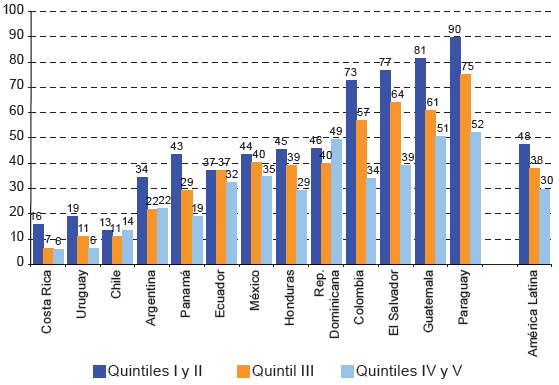 100
90
80
70
60
50
40
30
20
10
0
16 7 6
19 11 6
13 11 14
34 22 22
43 29 19
37 37 32
44 40 35
45 39 29
46 40 49
73 57 34
77 64 39
81 61 51
90 75 52
48 38 30
Costa Rica
Uruguay
Chile
Argentina
Panamá
Ecuador
México
Honduras
Rep.
Dominicana
Colombia
El Salvador
Guatemala
Paraguay
América Latina
Quintiles I y II Quintil III Quintiles IV y V